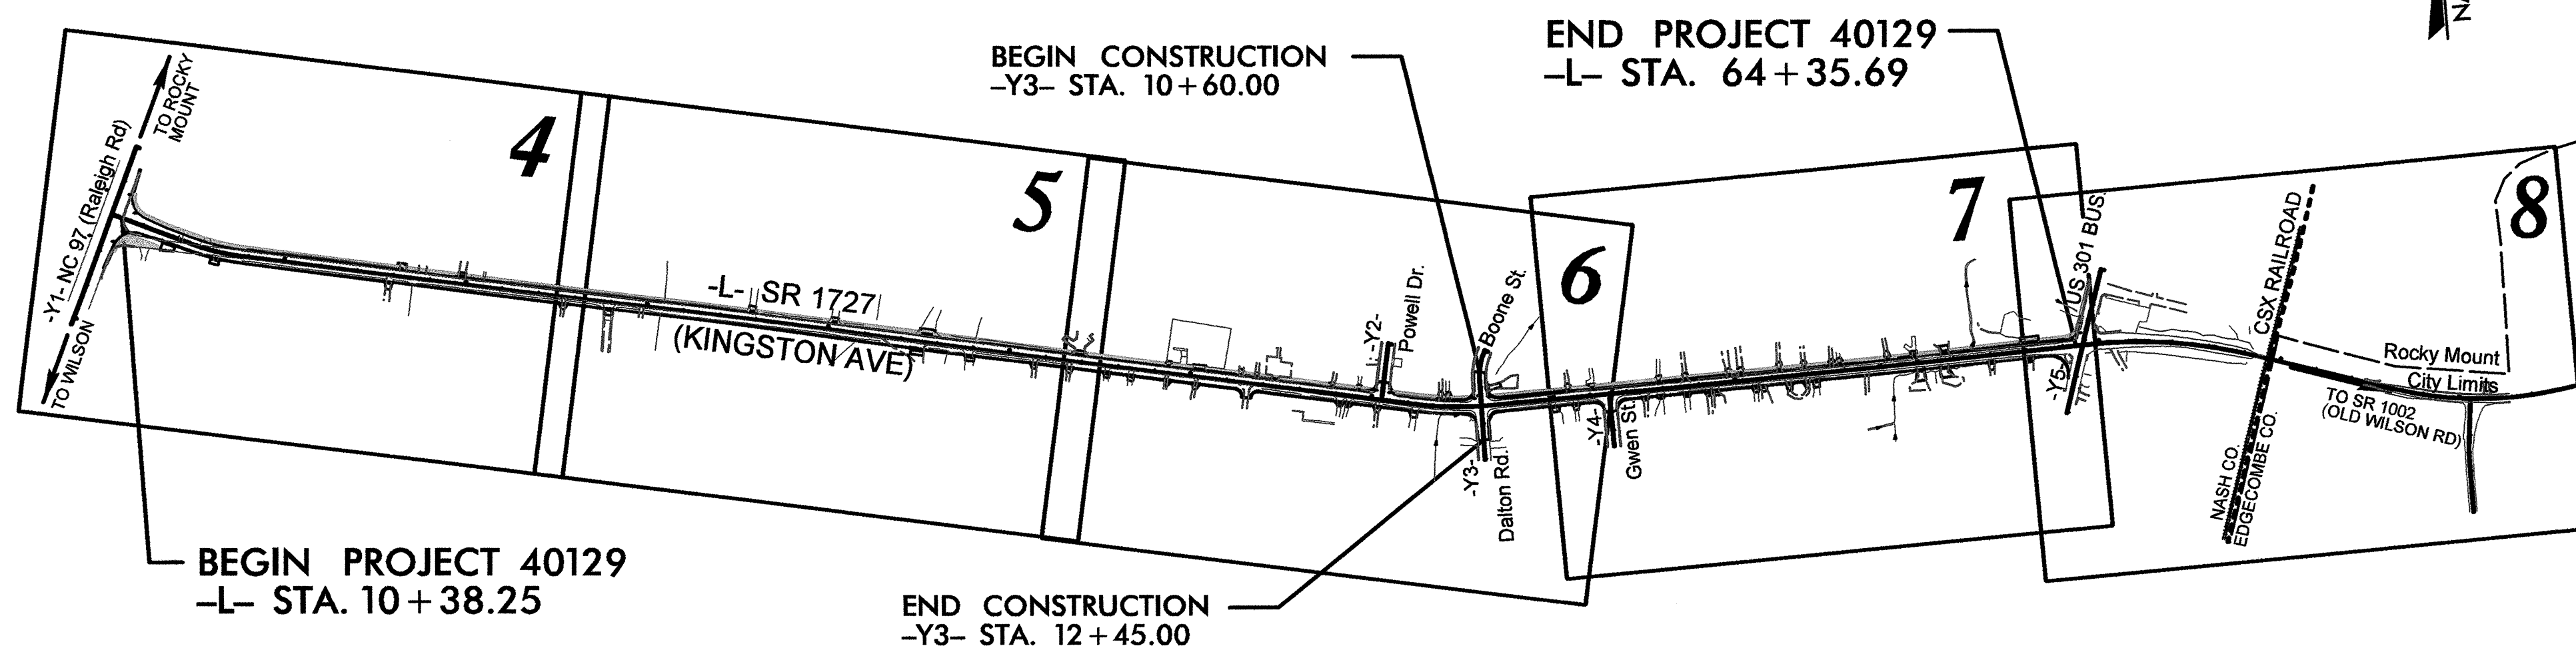 BEGIN CONSTRUCTION
–Y3– STA. 10+60.00
END PROJECT 40129
–L– STA. 64+35.69
TO ROCKY
MOUNT
-Y1- NC 97 (Raleigh Rd)
TO WILSON
4
5
6
7
8
-L- SR 1727
(KINGSTON AVE)
-Y2-
Powell Dr.
Boone St.
-Y3-
Dalton Rd.
-Y4-
Gwen St.
US 301 BUS.
-Y5-
CSX RAILROAD
NASH CO.
EDGECOMBE CO.
Rocky Mount
City Limits
TO SR 1002
(OLD WILSON RD)
BEGIN PROJECT 40129
–L– STA. 10+38.25
END CONSTRUCTION
–Y3– STA. 12+45.00